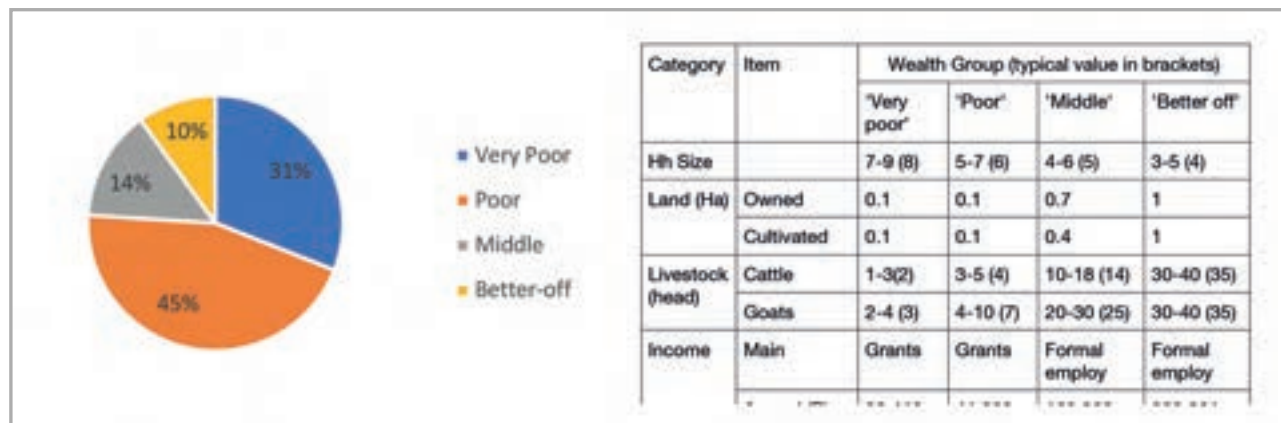 10%
31%
14%
45%
Very Poor
Poor
Middle
Better-off
Category Item Wealth Group (typical value in brackets)
'Very poor' 'Poor' 'Middle' 'Better off'
Hh Size 7-9 (8) 5-7 (6) 4-6 (5) 3-5 (4)
Land (Ha) Owned 0.1 0.1 0.7 1
Cultivated 0.1 0.1 0.4 1
Livestock (head) Cattle 1-3(2) 3-5 (4) 10-18 (14) 30-40 (35)
Goats 2-4 (3) 4-10 (7) 20-30 (25) 30-40 (35)
Income Main Grants Grants Formal employ Formal employ